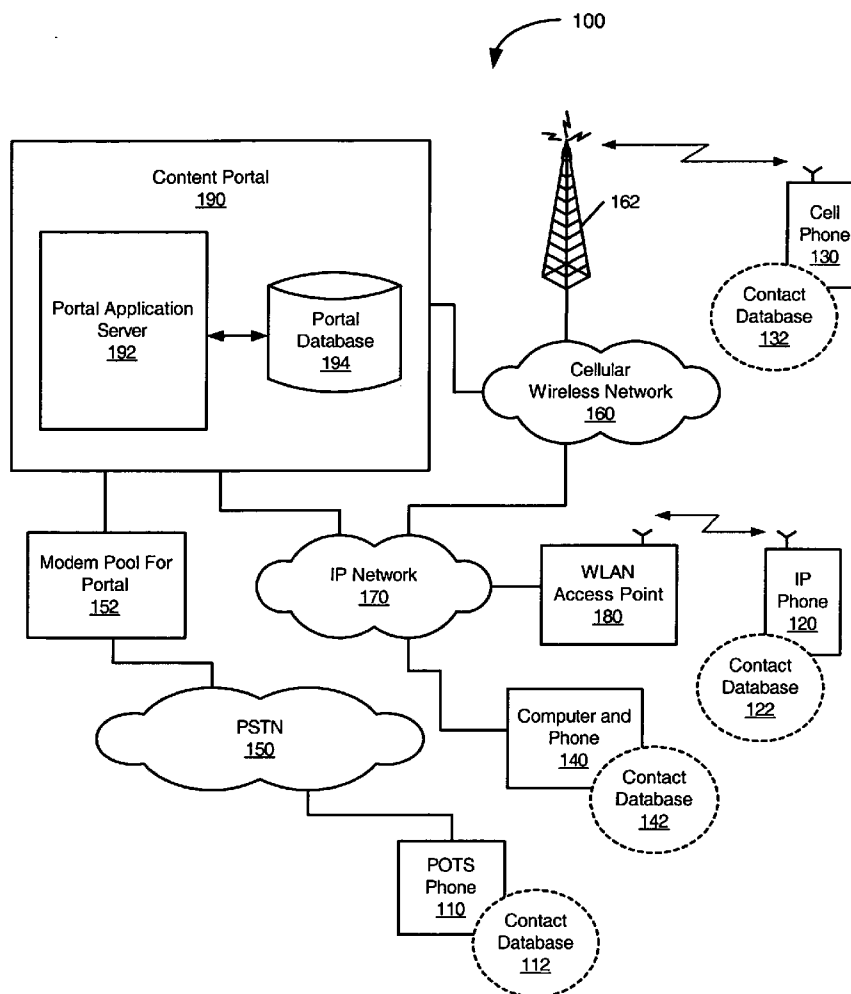 100
Content Portal
190
162
Cell
Phone
130
Portal Application
Server
192
Portal
Database
194
Contact
Database
132
Cellular
Wireless Network
160
Modem Pool For
Portal
152
IP Network
170
WLAN
Access Point
180
IP
Phone
120
Contact
Database
122
PSTN
150
Computer and
Phone
140
Contact
Database
142
POTS
Phone
110
Contact
Database
112